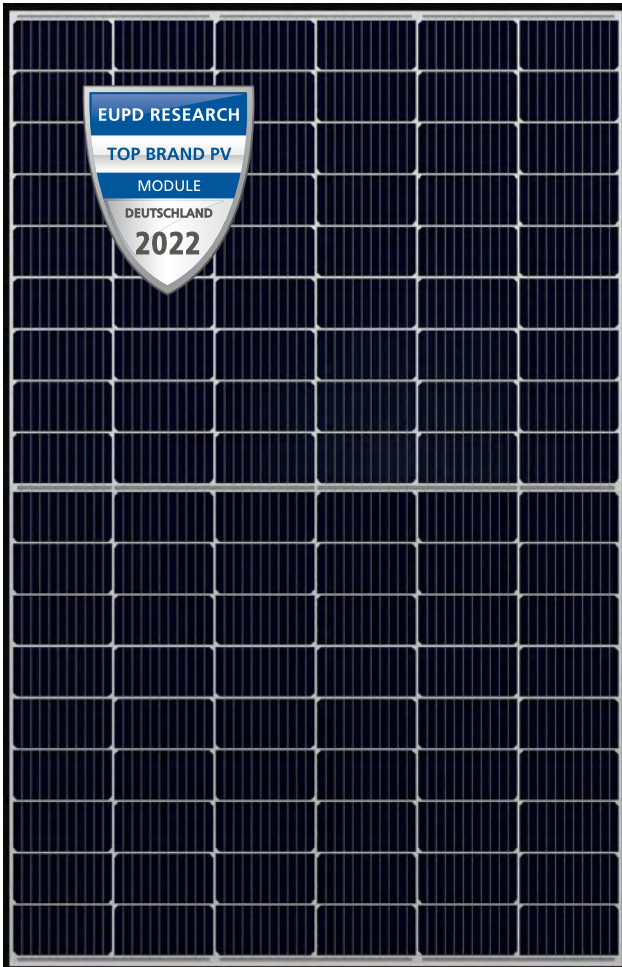 EUPD RESEARCH
TOP BRAND PV
MODULE
DEUTSCHLAND
2022